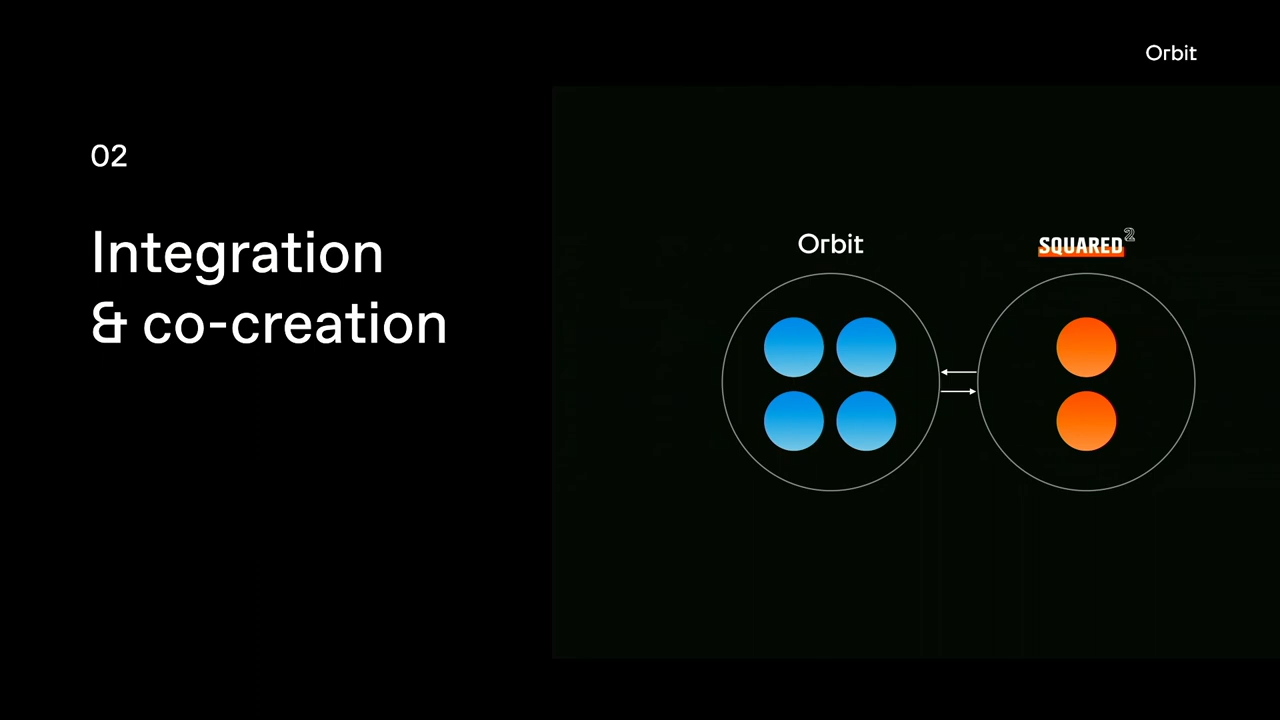 Orbit
02
Integration
& co-creation
Orbit
SQUARED2